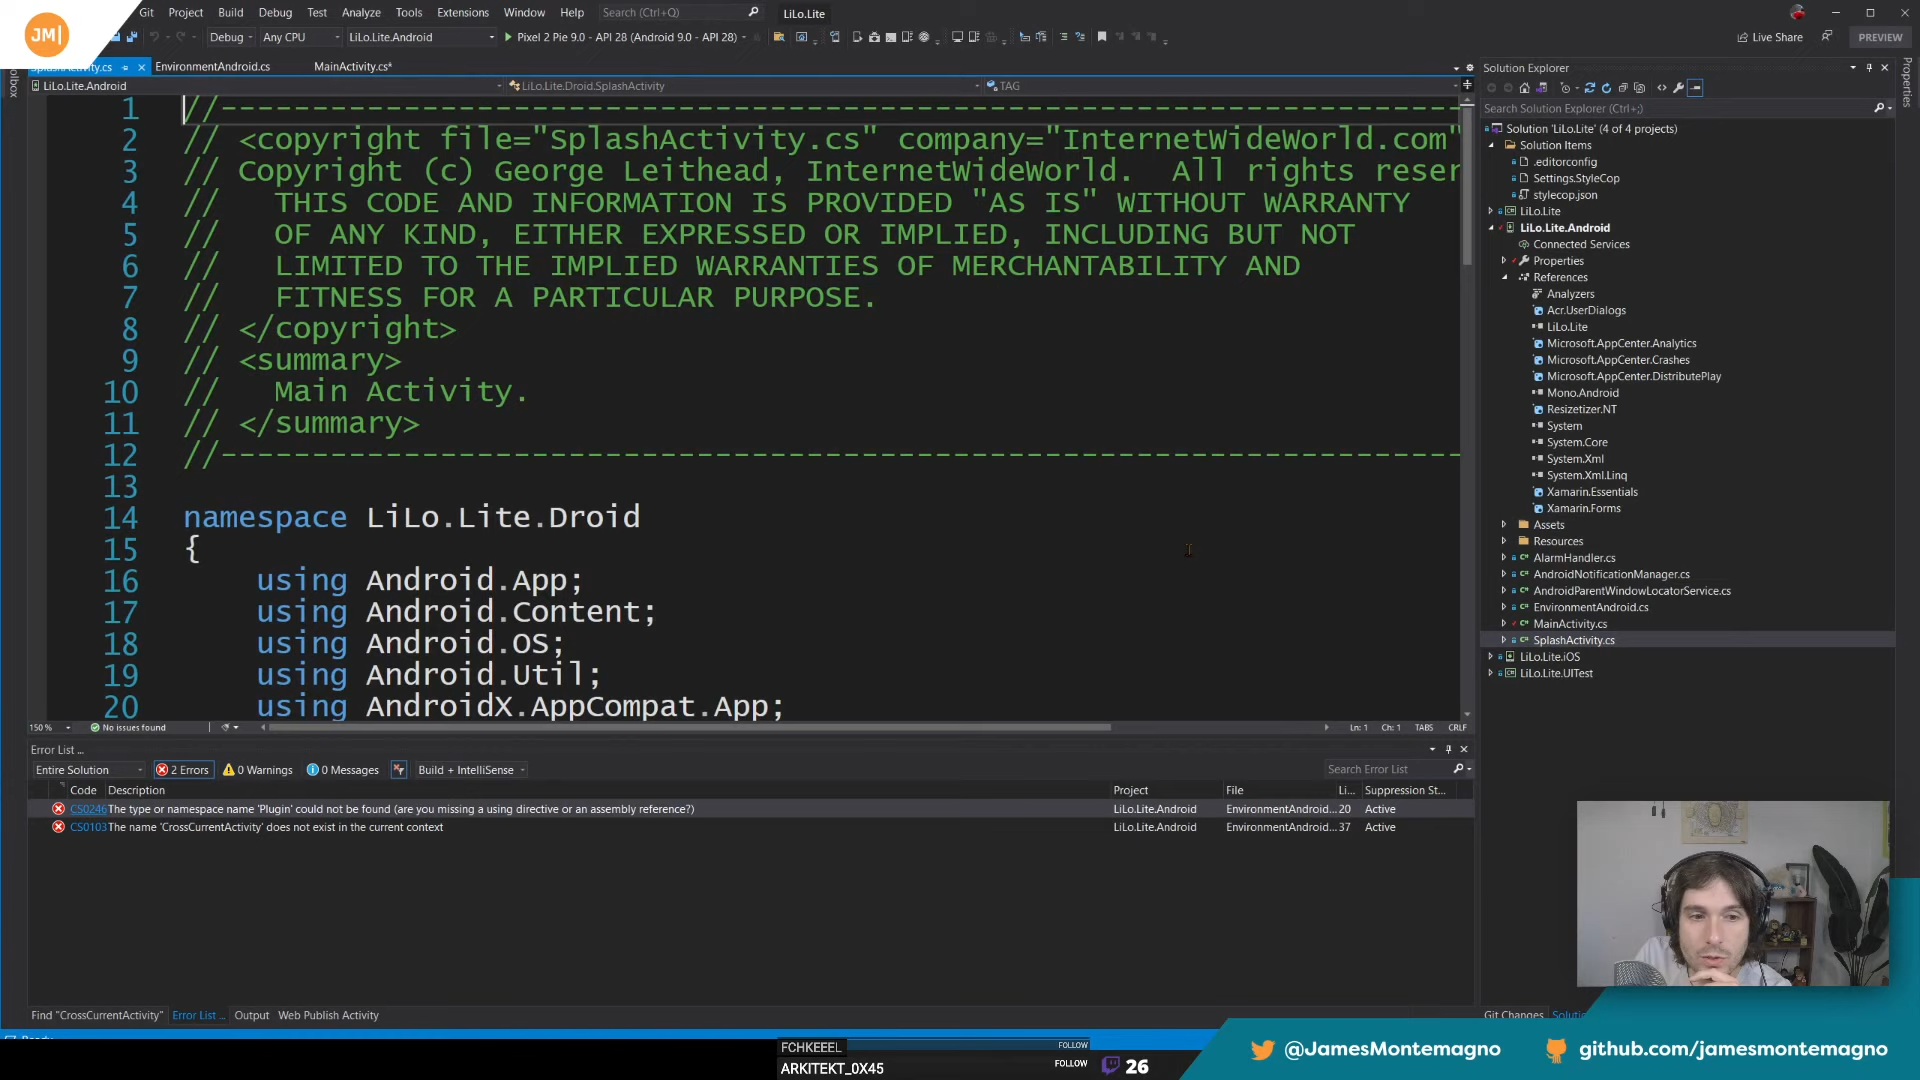 JM|
Git Project Build Debug Test Analyze Tools Extensions Window Help Search (Ctrl+Q) LiLo.Lite
Debug Any CPU LiLo.Lite.Android Pixel 2 Pie 9.0 - API 28 (Android 9.0 - API 28) Live Share PREVIEW
SplashActivity.cs EnvironmentAndroid.cs MainActivity.cs*
LiLo.Lite.Android LiLo.Lite.Droid.SplashActivity TAG
1 //
2 // <copyright file="SplashActivity.cs" company="InternetWideWorld.com"
3 // Copyright (c) George Leithead, InternetWideWorld.  All rights reser
4 //   THIS CODE AND INFORMATION IS PROVIDED "AS IS" WITHOUT WARRANTY
5 //   OF ANY KIND, EITHER EXPRESSED OR IMPLIED, INCLUDING BUT NOT
6 //   LIMITED TO THE IMPLIED WARRANTIES OF MERCHANTABILITY AND
7 //   FITNESS FOR A PARTICULAR PURPOSE.
8 // </copyright>
9 // <summary>
10 //   Main Activity.
11 // </summary>
12 //
13
14 namespace LiLo.Lite.Droid
15 {
16 using Android.App;
17 using Android.Content;
18 using Android.OS;
19 using Android.Util;
20 using AndroidX.AppCompat.App;
150 % No issues found Ln: 1 Ch: 1 TABS CRLF
Error List ...
Entire Solution 2 Errors 0 Warnings 0 Messages Build + IntelliSense Search Error List
Code Description Project File Li... Suppression St...
CS0246 The type or namespace name 'Plugin' could not be found (are you missing a using directive or an assembly reference?) LiLo.Lite.Android EnvironmentAndroid... 20 Active
CS0103 The name 'CrossCurrentActivity' does not exist in the current context LiLo.Lite.Android EnvironmentAndroid... 37 Active
Find "CrossCurrentActivity" Error List ... Output Web Publish Activity
Solution Explorer
Search Solution Explorer (Ctrl+;)
Solution 'LiLo.Lite' (4 of 4 projects)
Solution Items
.editorconfig
Settings.StyleCop
stylecop.json
LiLo.Lite
LiLo.Lite.Android
Connected Services
Properties
References
Analyzers
Acr.UserDialogs
LiLo.Lite
Microsoft.AppCenter.Analytics
Microsoft.AppCenter.Crashes
Microsoft.AppCenter.DistributePlay
Mono.Android
Resizetizer.NT
System
System.Core
System.Xml
System.Xml.Linq
Xamarin.Essentials
Xamarin.Forms
Assets
Resources
AlarmHandler.cs
AndroidNotificationManager.cs
AndroidParentWindowLocatorService.cs
EnvironmentAndroid.cs
MainActivity.cs
SplashActivity.cs
LiLo.Lite.iOS
LiLo.Lite.UITest
Properties
Git Changes
FCHKEEEL FOLLOW
ARKITEKT_0X45 FOLLOW 26
@JamesMontemagno github.com/jamesmontemagno